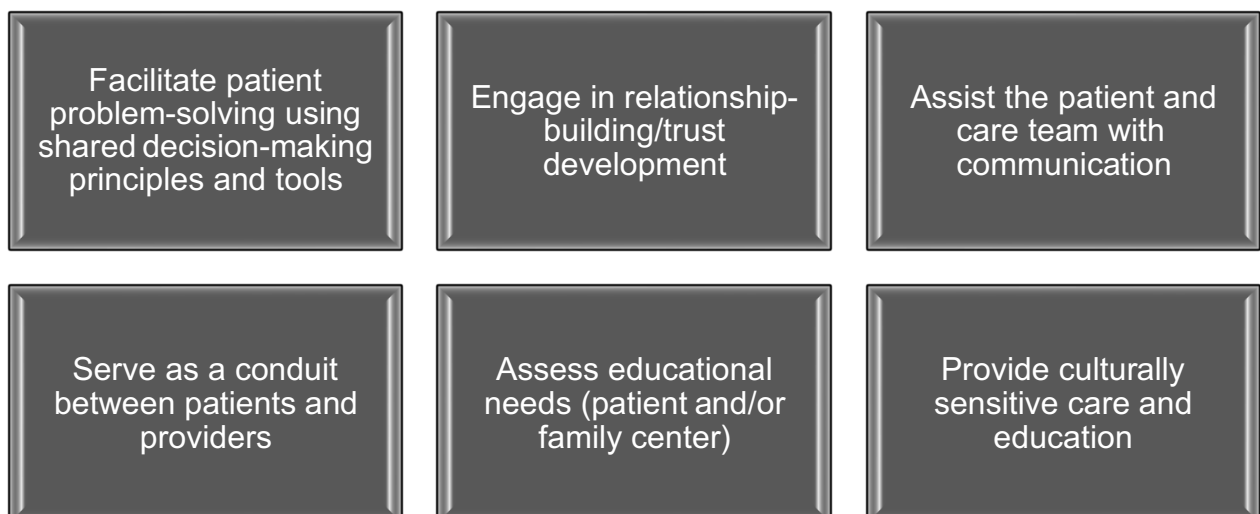 Facilitate patient
problem-solving using
shared decision-making
principles and tools
Engage in relationship-
building/trust
development
Assist the patient and
care team with
communication
Serve as a conduit
between patients and
providers
Assess educational
needs (patient and/or
family center)
Provide culturally
sensitive care and
education